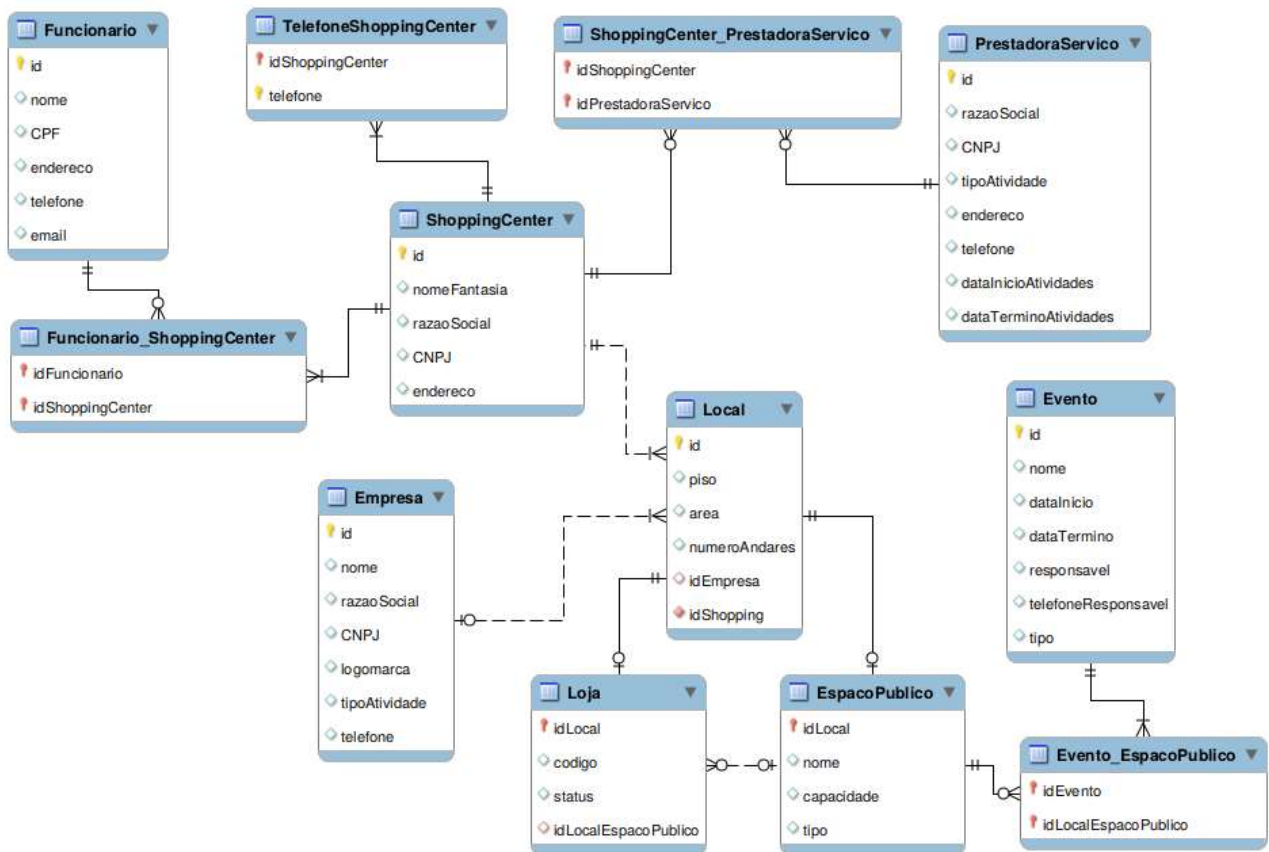 Funcionario
id
nome
CPF
endereco
telefone
email
TelefoneShoppingCenter
idShoppingCenter
telefone
ShoppingCenter_PrestadoraServico
idShoppingCenter
idPrestadoraServico
PrestadoraServico
id
razaoSocial
CNPJ
tipoAtividade
endereco
telefone
dataInicioAtividades
dataTerminoAtividades
ShoppingCenter
id
nomeFantasia
razaoSocial
CNPJ
endereco
Funcionario_ShoppingCenter
idFuncionario
idShoppingCenter
Local
id
piso
area
numeroAndares
idEmpresa
idShopping
Evento
id
nome
dataInicio
dataTermino
responsavel
telefoneResponsavel
tipo
Empresa
id
nome
razaoSocial
CNPJ
logomarca
tipoAtividade
telefone
Loja
idLocal
codigo
status
idLocalEspacoPublico
EspacoPublico
idLocal
nome
capacidade
tipo
Evento_EspacoPublico
idEvento
idLocalEspacoPublico